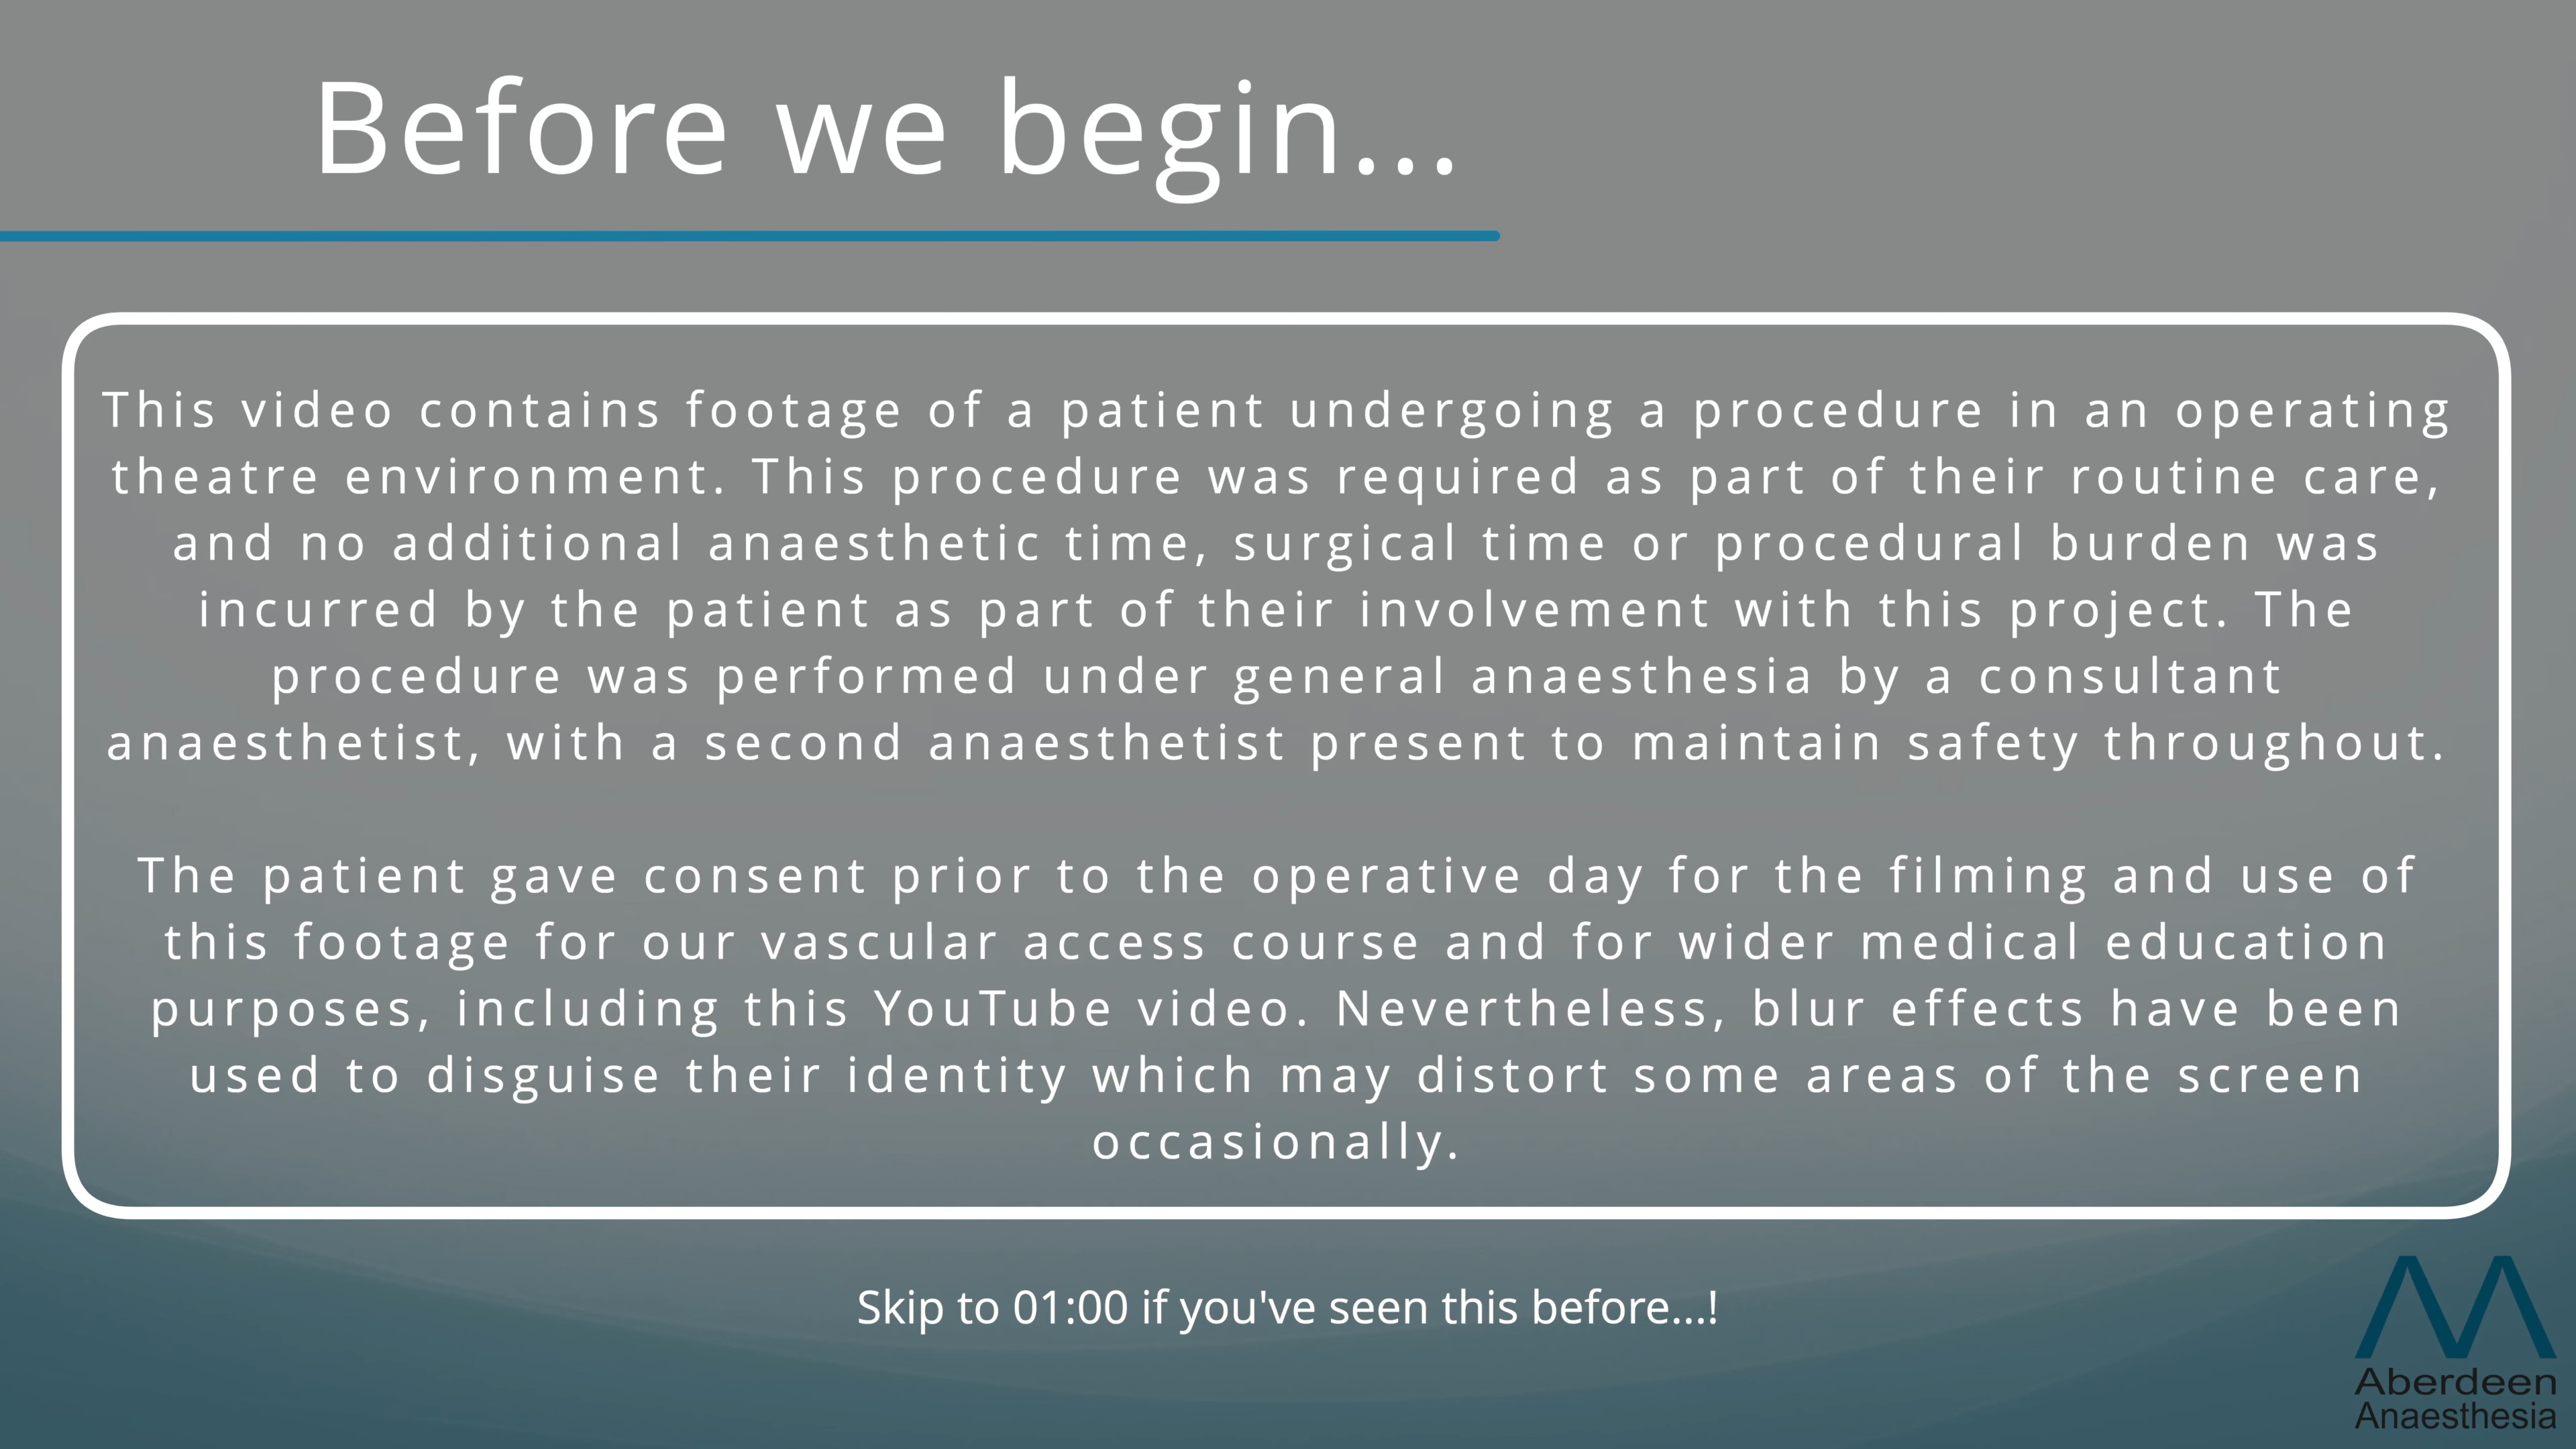 Before we begin...
This video contains footage of a patient undergoing a procedure in an operating
theatre environment. This procedure was required as part of their routine care,
and no additional anaesthetic time, surgical time or procedural burden was
incurred by the patient as part of their involvement with this project. The
procedure was performed under general anaesthesia by a consultant
anaesthetist, with a second anaesthetist present to maintain safety throughout.
The patient gave consent prior to the operative day for the filming and use of
this footage for our vascular access course and for wider medical education
purposes, including this YouTube video. Nevertheless, blur effects have been
used to disguise their identity which may distort some areas of the screen
occasionally.
Skip to 01:00 if you've seen this before...!
Aberdeen
Anaesthesia